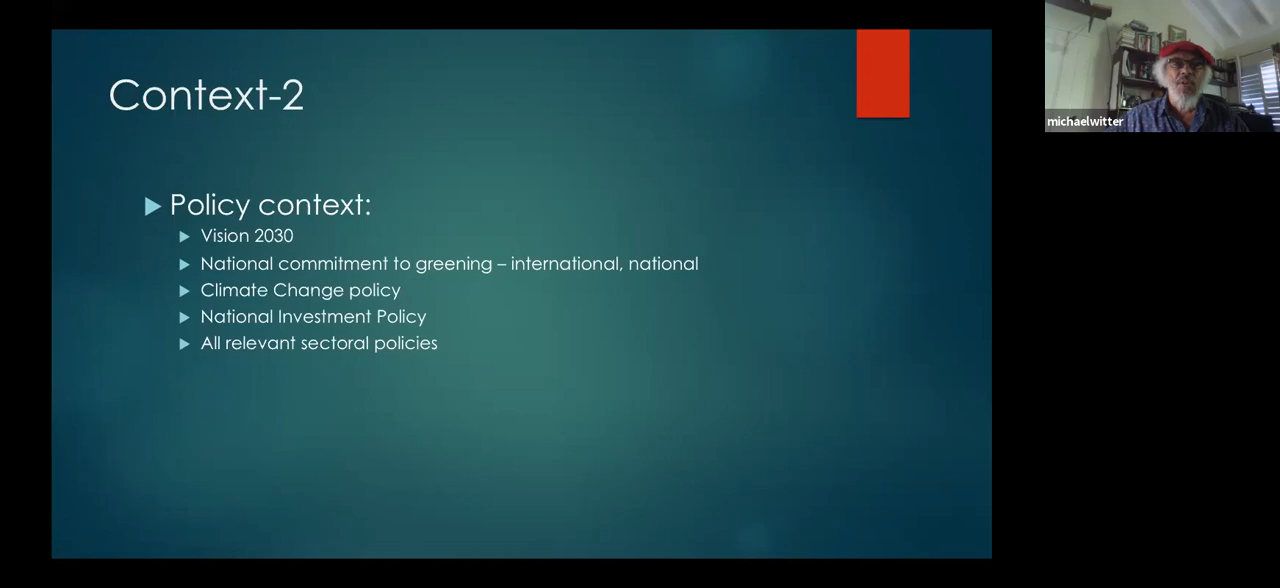 Context-2
Policy context:
Vision 2030
National commitment to greening – international, national
Climate Change policy
National Investment Policy
All relevant sectoral policies
michaelwitter